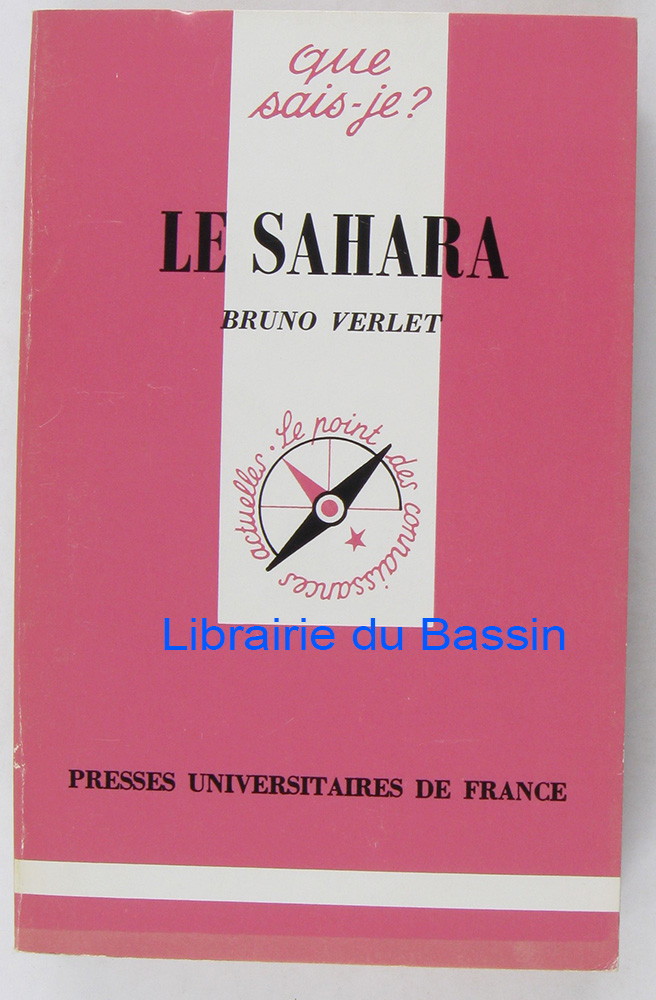 que
sais-je?
LE SAHARA
BRUNO VERLET
Le point des connaissances actuelles.
Librairie du Bassin
PRESSES UNIVERSITAIRES DE FRANCE